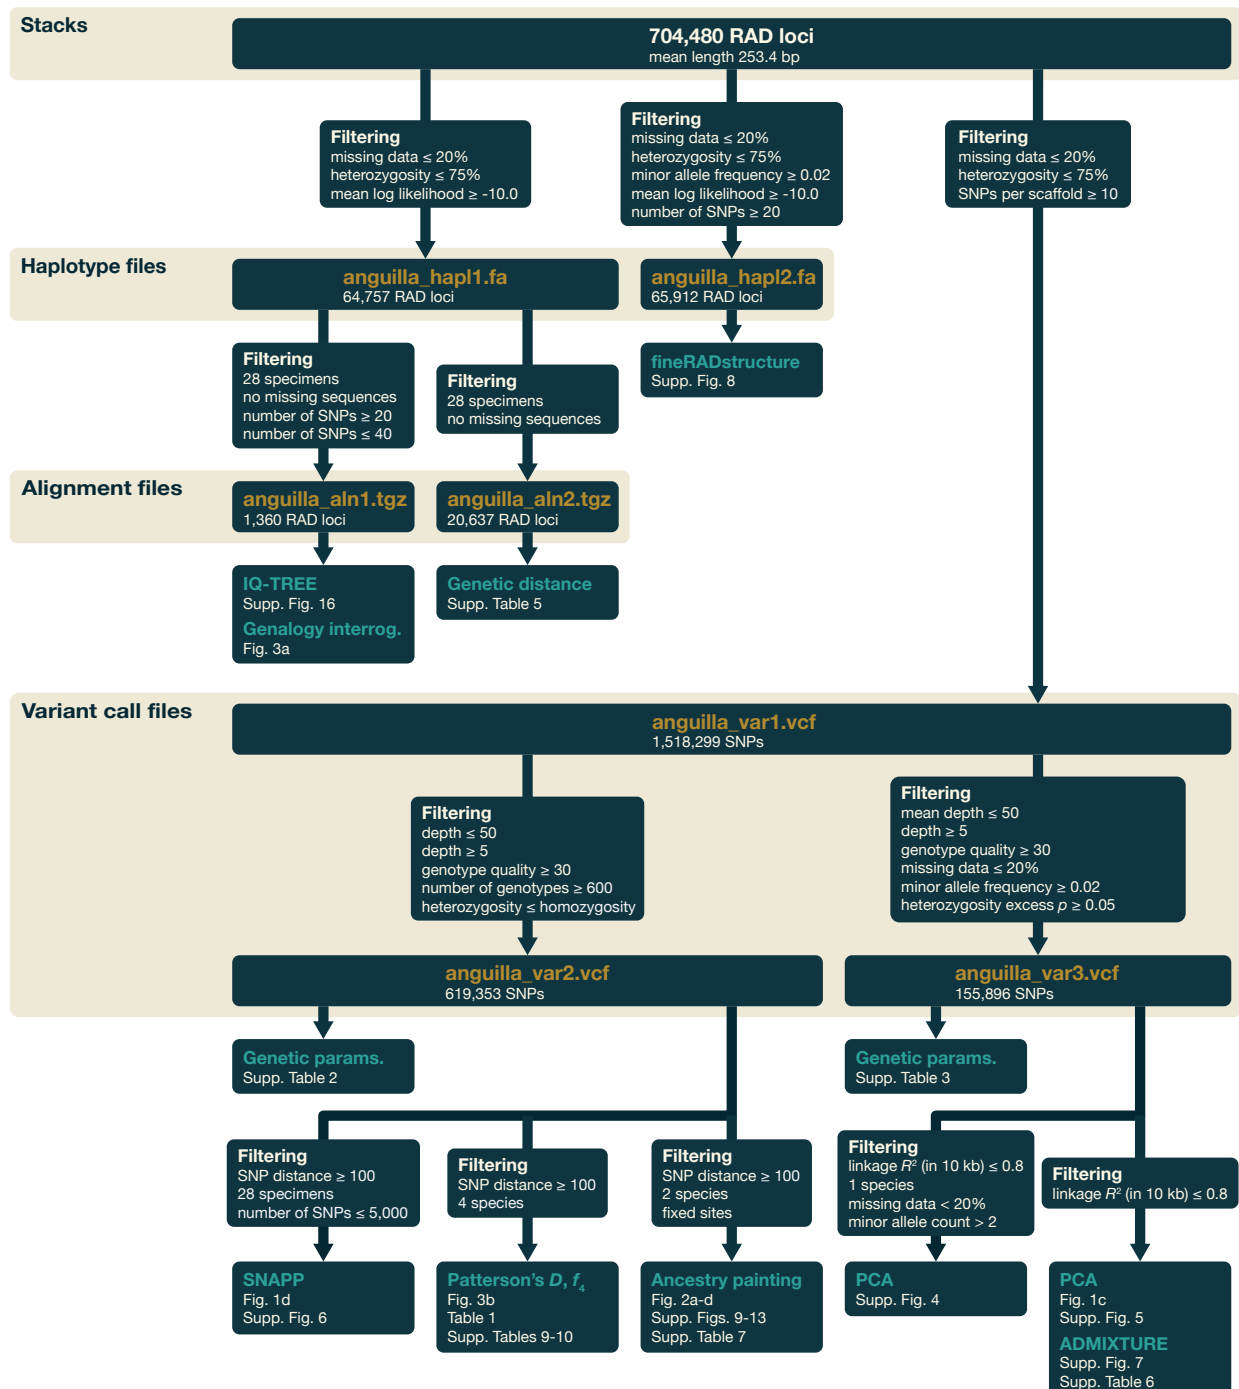 Stacks
704,480 RAD loci
mean length 253.4 bp
Filtering
missing data ≤ 20%
heterozygosity ≤ 75%
mean log likelihood ≥ -10.0
Filtering
missing data ≤ 20%
heterozygosity ≤ 75%
minor allele frequency ≥ 0.02
mean log likelihood ≥ -10.0
number of SNPs ≥ 20
Filtering
missing data ≤ 20%
heterozygosity ≤ 75%
SNPs per scaffold ≥ 10
Haplotype files
anguilla_hapl1.fa
64,757 RAD loci
anguilla_hapl2.fa
65,912 RAD loci
Filtering
28 specimens
no missing sequences
number of SNPs ≥ 20
number of SNPs ≤ 40
Filtering
28 specimens
no missing sequences
fineRADstructure
Supp. Fig. 8
Alignment files
anguilla_aln1.tgz
1,360 RAD loci
anguilla_aln2.tgz
20,637 RAD loci
IQ-TREE
Supp. Fig. 16
Genalogy interrog.
Fig. 3a
Genetic distance
Supp. Table 5
Variant call files
anguilla_var1.vcf
1,518,299 SNPs
Filtering
depth ≤ 50
depth ≥ 5
genotype quality ≥ 30
number of genotypes ≥ 600
heterozygosity ≤ homozygosity
Filtering
mean depth ≤ 50
depth ≥ 5
genotype quality ≥ 30
missing data ≤ 20%
minor allele frequency ≥ 0.02
heterozygosity excess p ≥ 0.05
anguilla_var2.vcf
619,353 SNPs
anguilla_var3.vcf
155,896 SNPs
Genetic params.
Supp. Table 2
Genetic params.
Supp. Table 3
Filtering
SNP distance ≥ 100
28 specimens
number of SNPs ≤ 5,000
Filtering
SNP distance ≥ 100
4 species
Filtering
SNP distance ≥ 100
2 species
fixed sites
Filtering
linkage R² (in 10 kb) ≤ 0.8
1 species
missing data < 20%
minor allele count > 2
Filtering
linkage R² (in 10 kb) ≤ 0.8
SNAPP
Fig. 1d
Supp. Fig. 6
Patterson's D, f₄
Fig. 3b
Table 1
Supp. Tables 9-10
Ancestry painting
Fig. 2a-d
Supp. Figs. 9-13
Supp. Table 7
PCA
Supp. Fig. 4
PCA
Fig. 1c
Supp. Fig. 5
ADMIXTURE
Supp. Fig. 7
Supp. Table 6